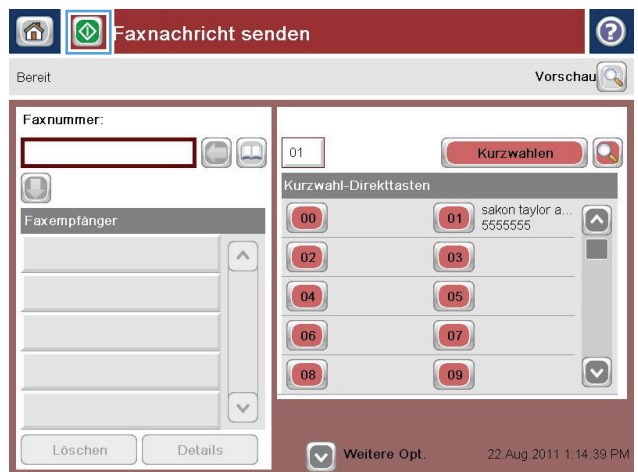 Faxnachricht senden
Bereit
Vorschau
Faxnummer:
01
Kurzwahlen
Kurzwahl-Direkttasten
Faxempfänger
00
01
sakon taylor a...
5555555
02
03
04
05
06
07
08
09
Löschen
Details
Weitere Opt.
22.Aug.2011 1:14:39 PM